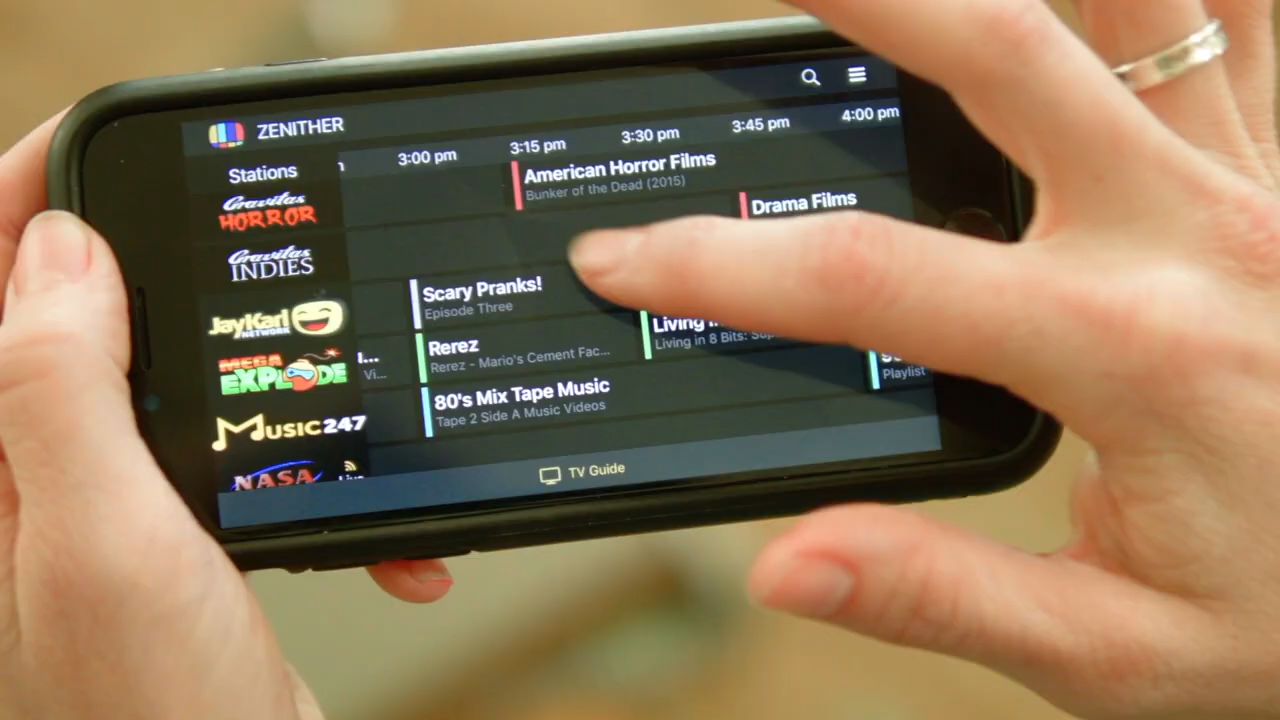 ZENITHER
Stations
3:00 pm
3:15 pm
3:30 pm
3:45 pm
4:00 pm
Gravitas
HORROR
American Horror Films
Bunker of the Dead (2015)
Gravitas
INDIES
Drama Films
JayKarl
NETWORK
Scary Pranks!
Episode Three
MEGA
EXPLODE
Vi...
Rerez
Rerez - Mario's Cement Fac...
Living
Living in 8 Bits:
MUSIC247
80's Mix Tape Music
Tape 2 Side A Music Videos
Playlist
NASA
Live
TV Guide